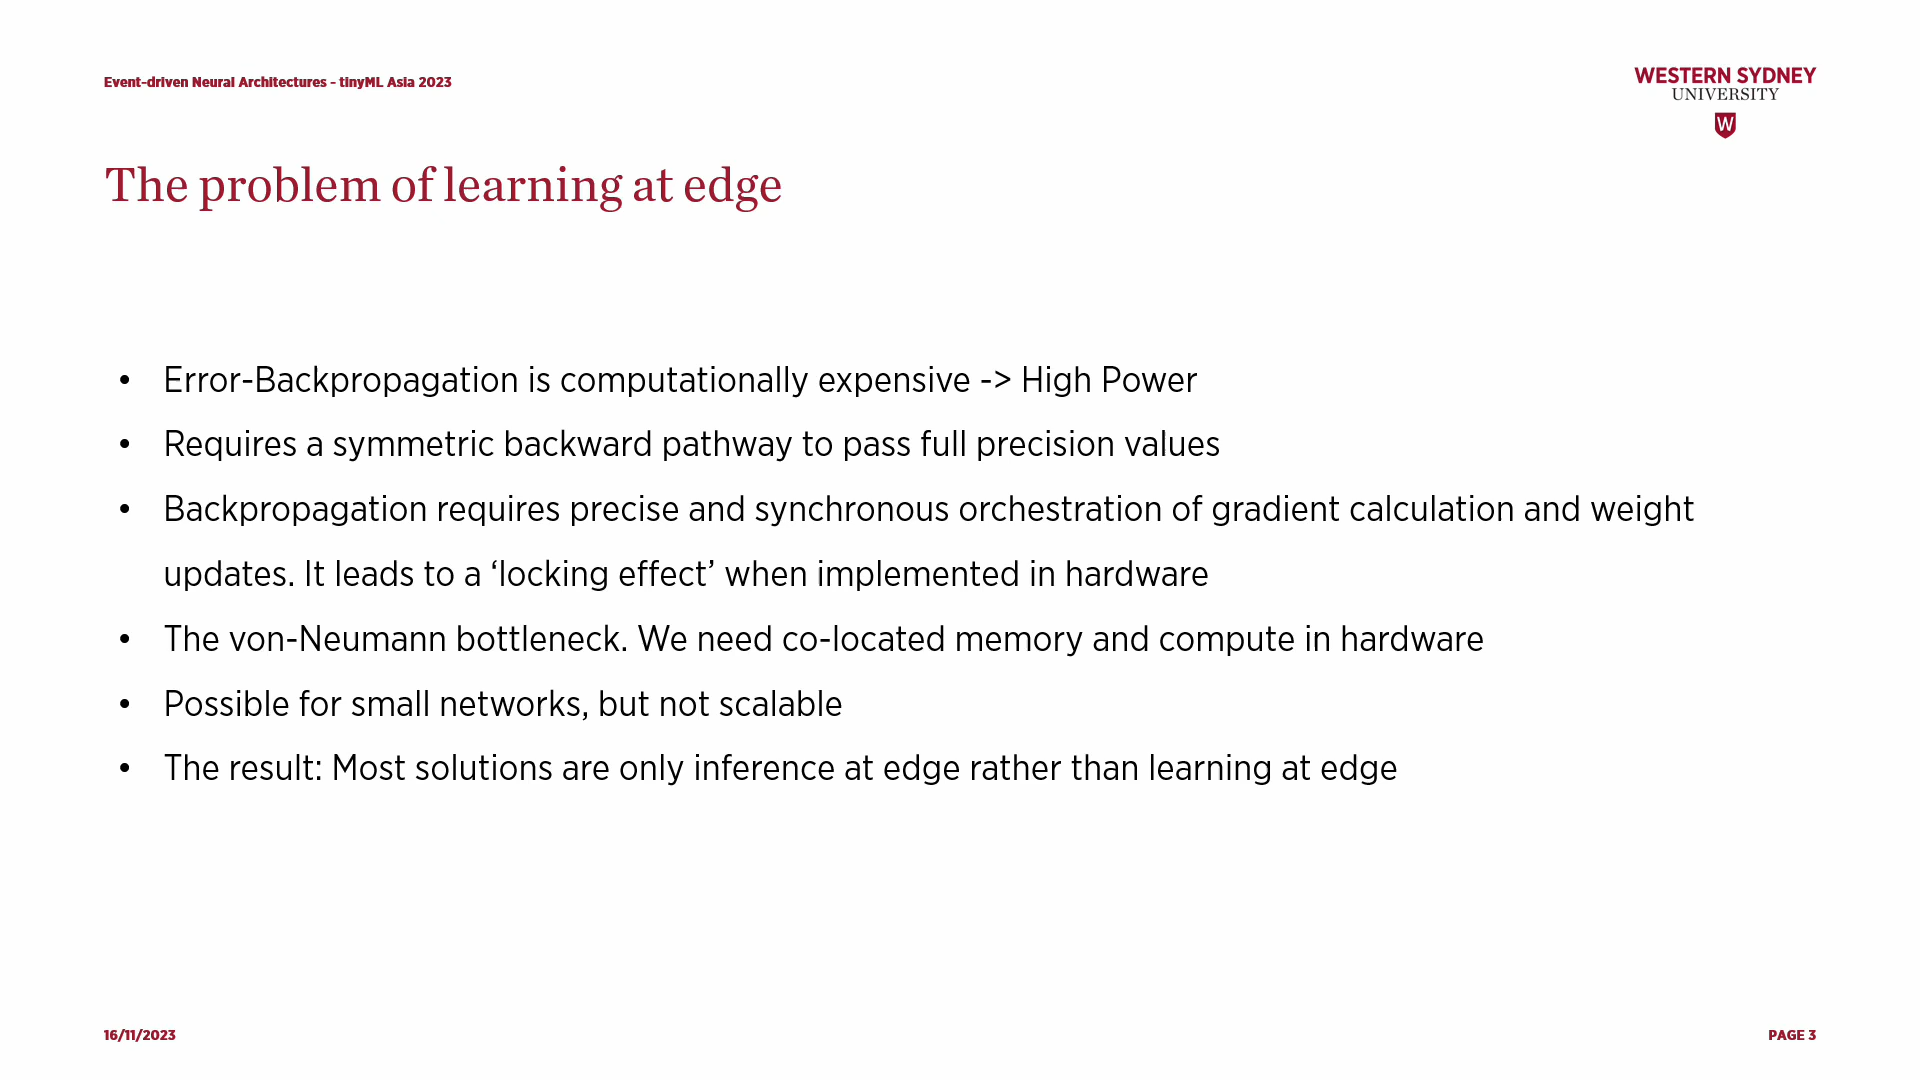 Event-driven Neural Architectures - tinyML Asia 2023
WESTERN SYDNEY
UNIVERSITY
W
The problem of learning at edge
• Error-Backpropagation is computationally expensive -> High Power
• Requires a symmetric backward pathway to pass full precision values
• Backpropagation requires precise and synchronous orchestration of gradient calculation and weight
updates. It leads to a ‘locking effect’ when implemented in hardware
• The von-Neumann bottleneck. We need co-located memory and compute in hardware
• Possible for small networks, but not scalable
• The result: Most solutions are only inference at edge rather than learning at edge
16/11/2023
PAGE 3